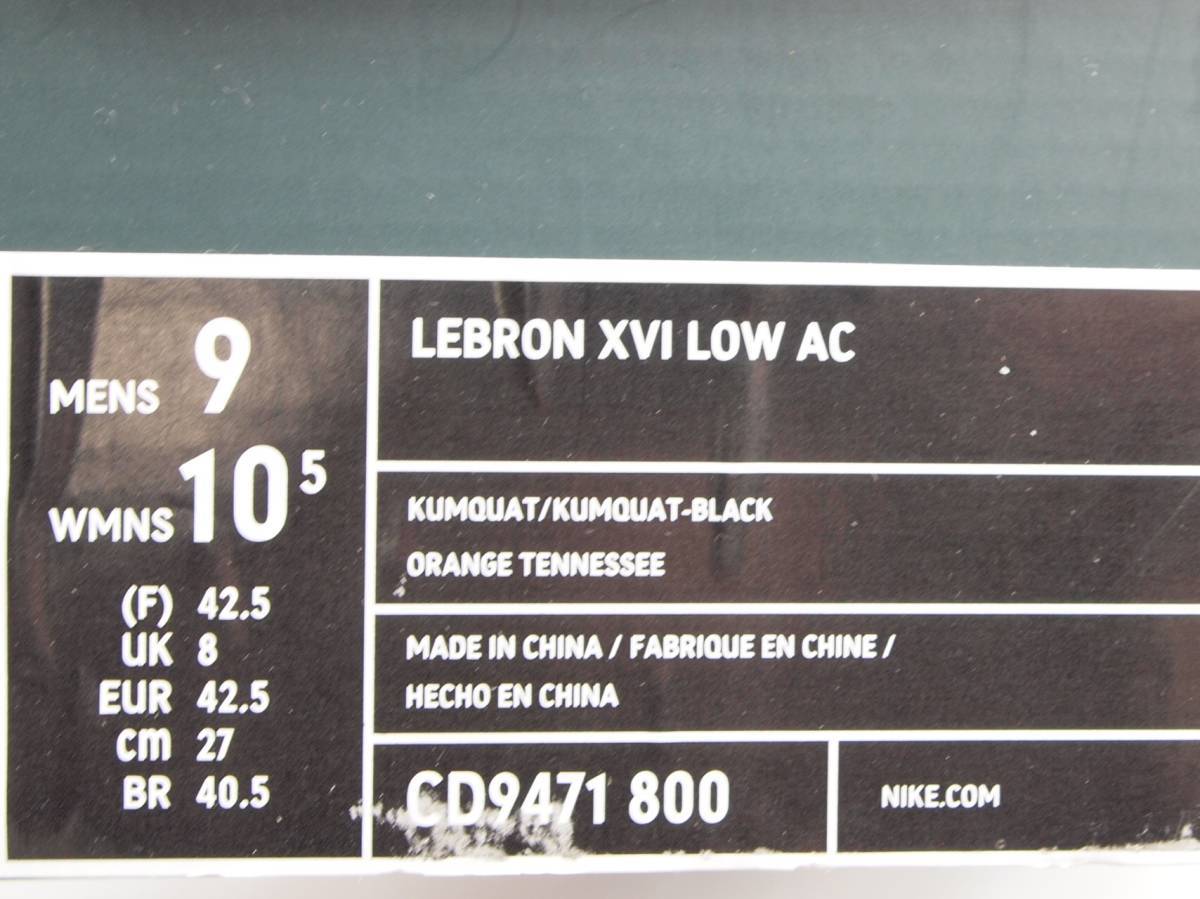 MENS 9
WMNS 10 5
(F) 42.5
UK 8
EUR 42.5
cm 27
BR 40.5
LEBRON XVI LOW AC
KUMQUAT/KUMQUAT-BLACK
ORANGE TENNESSEE
MADE IN CHINA / FABRIQUE EN CHINE /
HECHO EN CHINA
CD9471 800
NIKE.COM